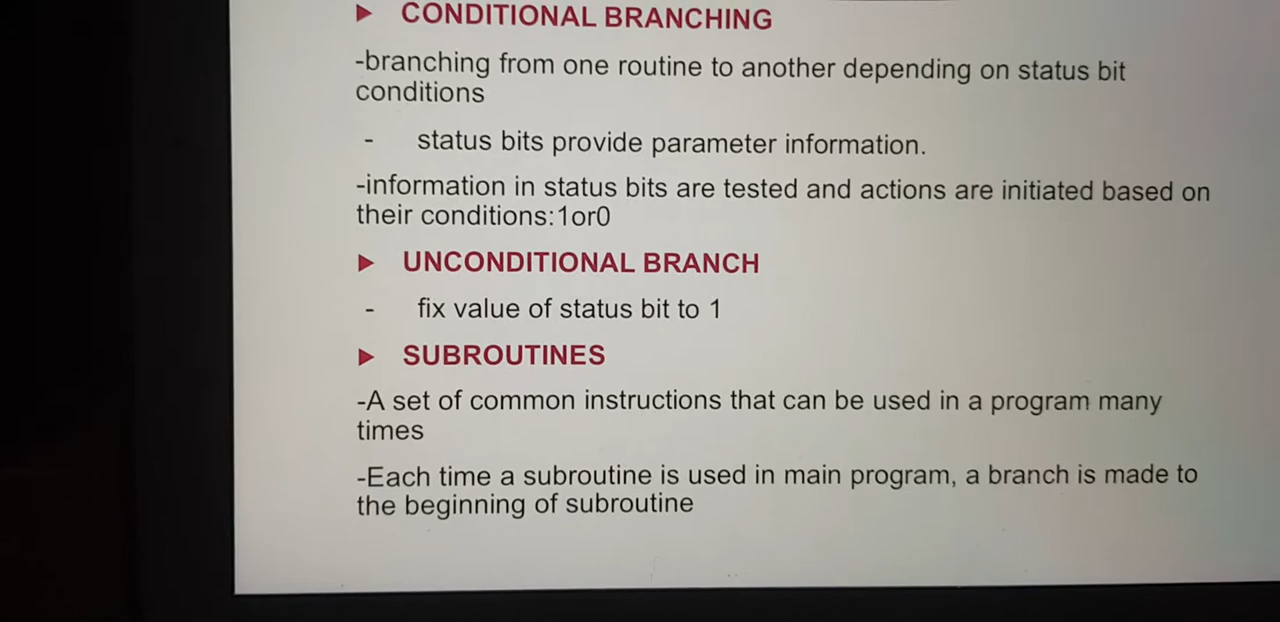 ► CONDITIONAL BRANCHING
-branching from one routine to another depending on status bit
conditions
- status bits provide parameter information.
-information in status bits are tested and actions are initiated based on
their conditions:1or0
► UNCONDITIONAL BRANCH
- fix value of status bit to 1
► SUBROUTINES
-A set of common instructions that can be used in a program many
times
-Each time a subroutine is used in main program, a branch is made to
the beginning of subroutine